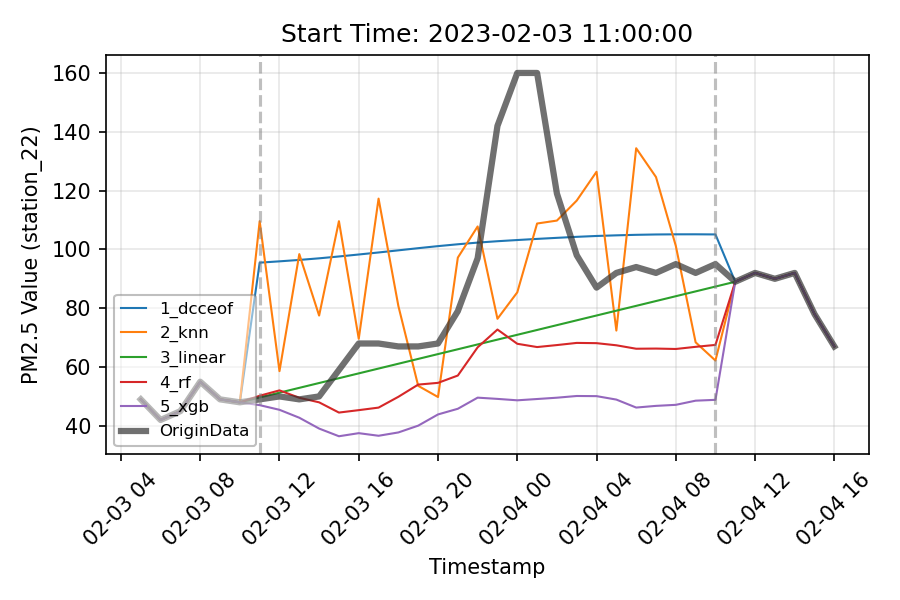 Start Time: 2023-02-03 11:00:00
PM2.5 Value (station_22)
160
140
120
100
80
60
40
1_dcceof
2_knn
3_linear
4_rf
5_xgb
OriginData
02-03 04
02-03 08
02-03 12
02-03 16
02-03 20
02-04 00
02-04 04
02-04 08
02-04 12
02-04 16
Timestamp